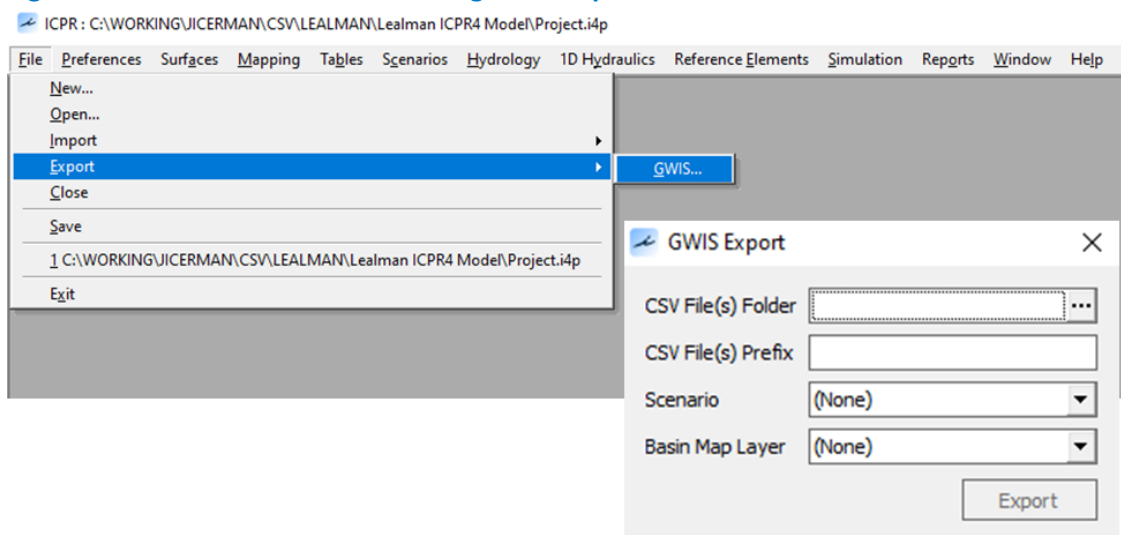 ICPR : C:\WORKING\JICERMAN\CSV\LEALMAN\Lealman ICPR4 Model\Project.i4p
File Preferences Surfaces Mapping Tables Scenarios Hydrology 1D Hydraulics Reference Elements Simulation Reports Window Help
New...
Open...
Import
Export
GWIS...
Close
Save
1 C:\WORKING\JICERMAN\CSV\LEALMAN\Lealman ICPR4 Model\Project.i4p
Exit
GWIS Export
CSV File(s) Folder ...
CSV File(s) Prefix
Scenario (None)
Basin Map Layer (None)
Export